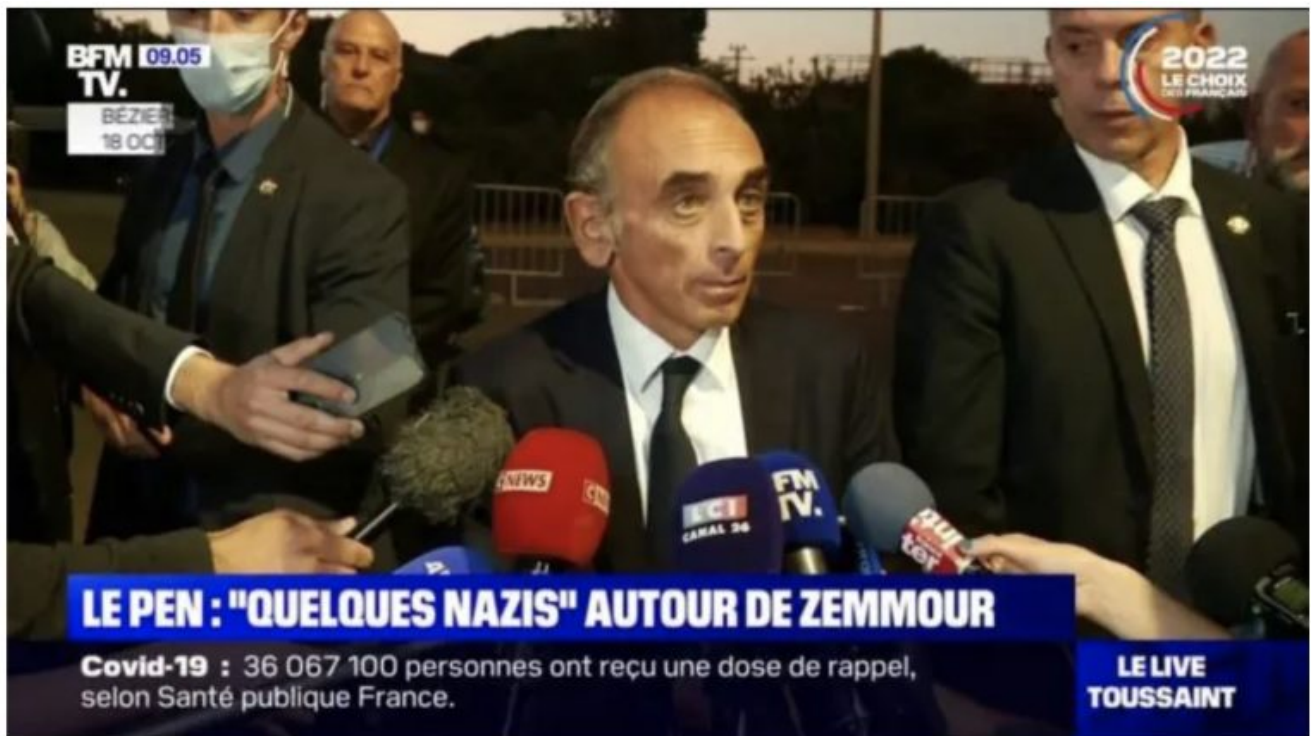 BFM
TV.
09.05
BÉZIER
18 OCT
2022
LE CHOIX
DES FRANÇAIS
CNEWS
LCI
CANAL 26
BFM
TV.
LE PEN : "QUELQUES NAZIS" AUTOUR DE ZEMMOUR
Covid-19 : 36 067 100 personnes ont reçu une dose de rappel,
selon Santé publique France.
LE LIVE
TOUSSAINT